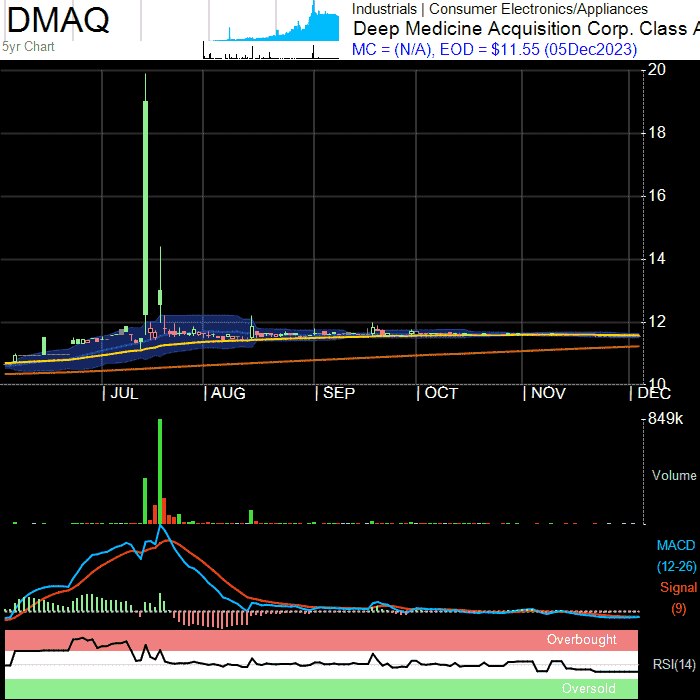 DMAQ
5yr Chart
Industrials | Consumer Electronics/Appliances
Deep Medicine Acquisition Corp. Class A
MC = (N/A), EOD = $11.55 (05Dec2023)
20
18
16
14
12
10
JUL AUG SEP OCT NOV DEC
849k
Volume
MACD
(12-26)
Signal
(9)
Overbought
RSI(14)
Oversold